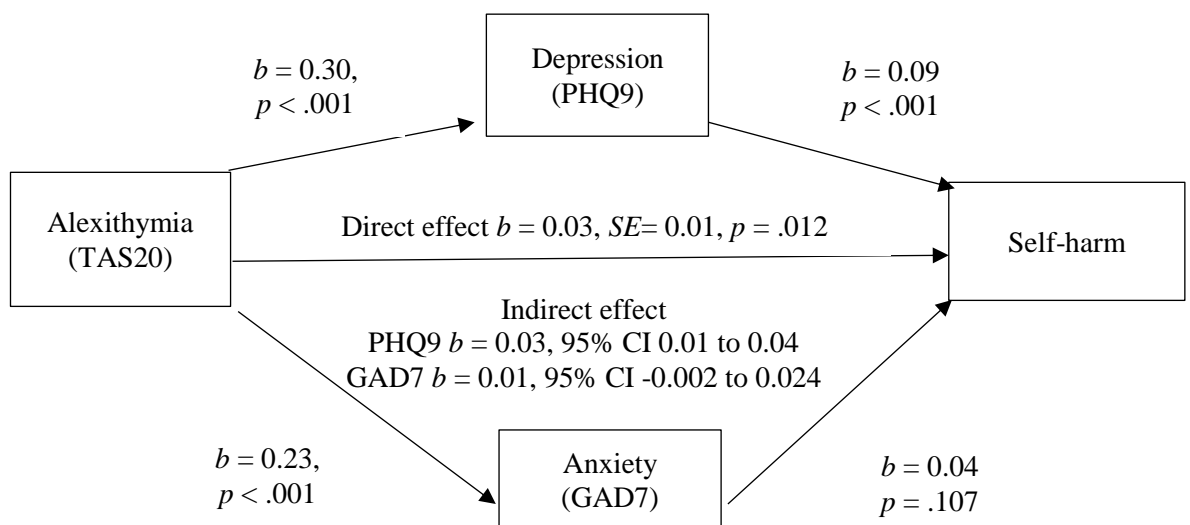 Depression
(PHQ9)
b = 0.30,
p < .001
b = 0.09
p < .001
Alexithymia
(TAS20)
Direct effect b = 0.03, SE= 0.01, p = .012
Self-harm
Indirect effect
PHQ9 b = 0.03, 95% CI 0.01 to 0.04
GAD7 b = 0.01, 95% CI -0.002 to 0.024
b = 0.23,
p < .001
Anxiety
(GAD7)
b = 0.04
p = .107